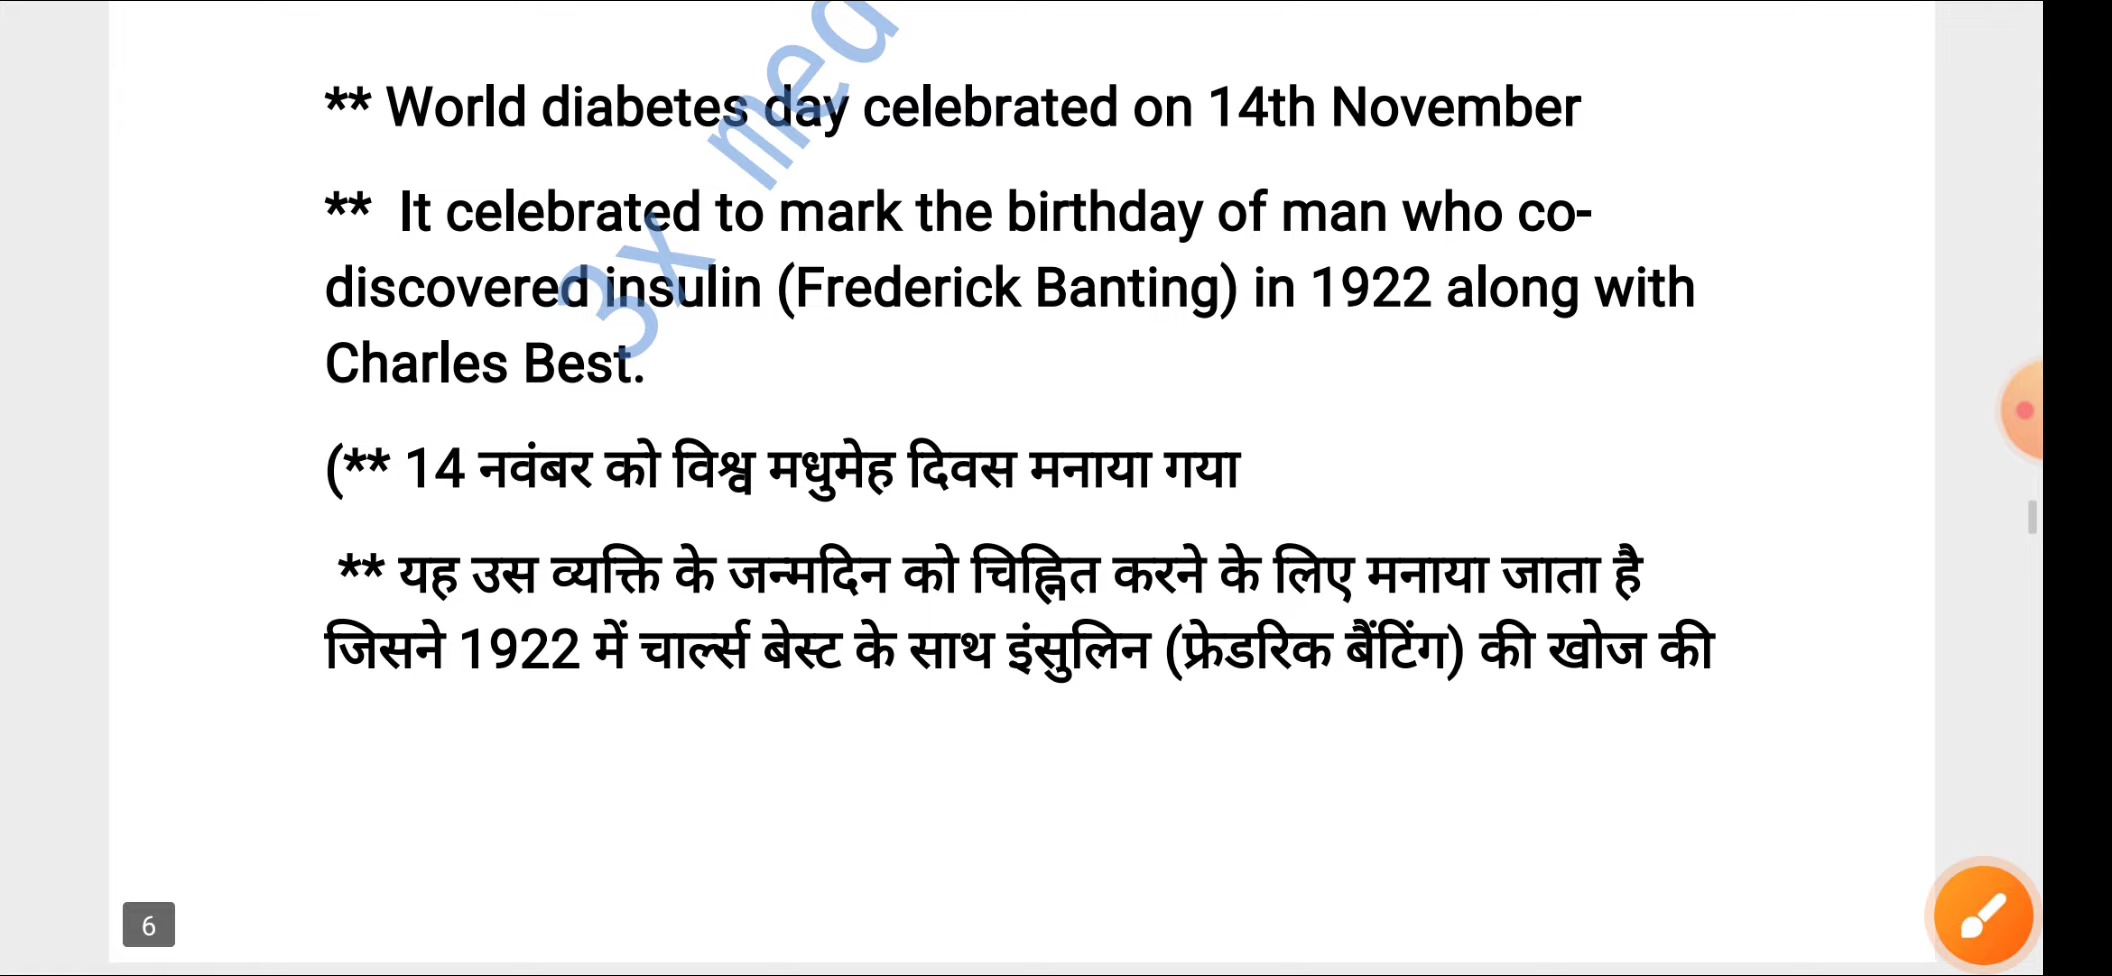 ** World diabetes day celebrated on 14th November
** It celebrated to mark the birthday of man who co-
discovered insulin (Frederick Banting) in 1922 along with
Charles Best.
(** 14 नवंबर को विश्व मधुमेह दिवस मनाया गया
** यह उस व्यक्ति के जन्मदिन को चिह्नित करने के लिए मनाया जाता है
जिसने 1922 में चार्ल्स बेस्ट के साथ इंसुलिन (फ्रेडरिक बैंटिंग) की खोज की
3x med
6